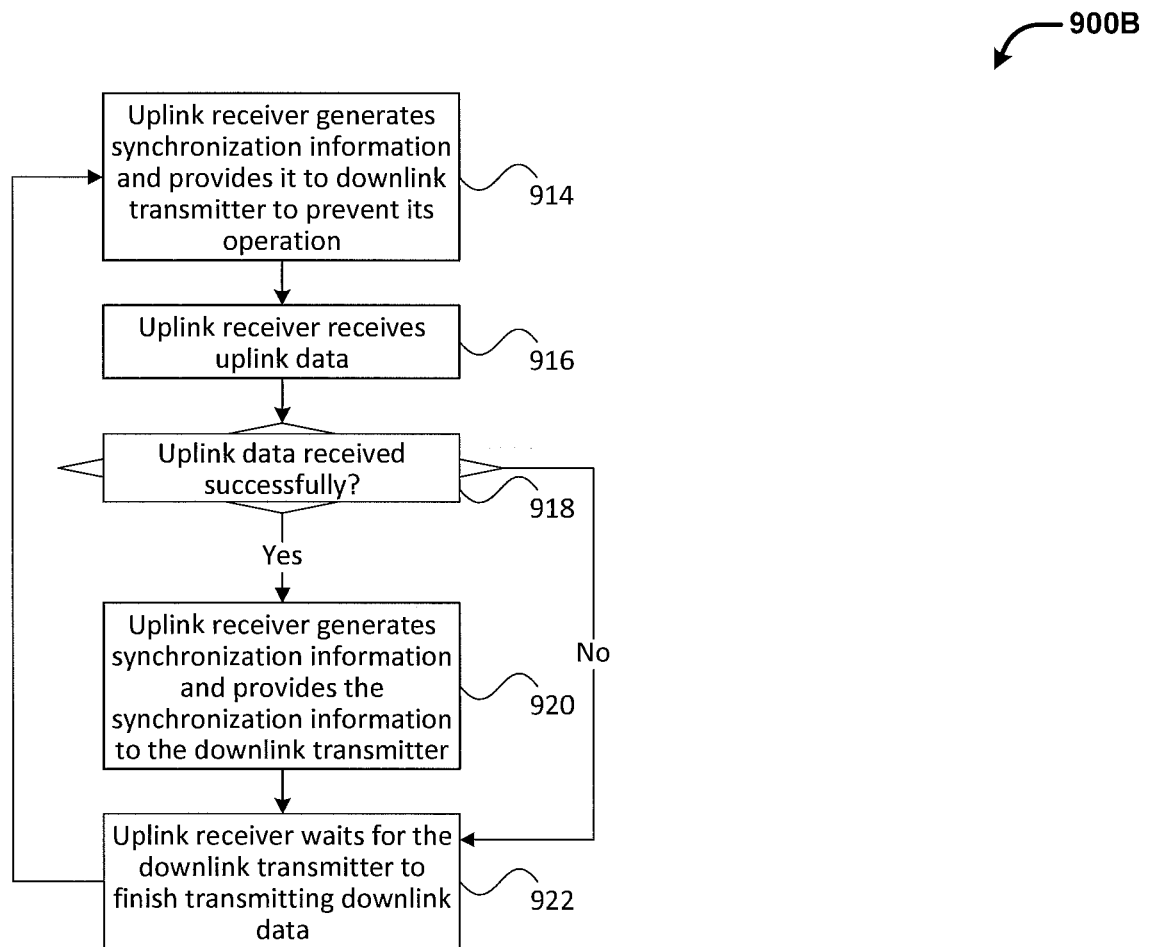 900B
Uplink receiver generates
synchronization information
and provides it to downlink
transmitter to prevent its
operation
914
Uplink receiver receives
uplink data
916
Uplink data received
successfully?
918
Yes
Uplink receiver generates
synchronization information
and provides the
synchronization information
to the downlink transmitter
920
No
Uplink receiver waits for the
downlink transmitter to
finish transmitting downlink
data
922